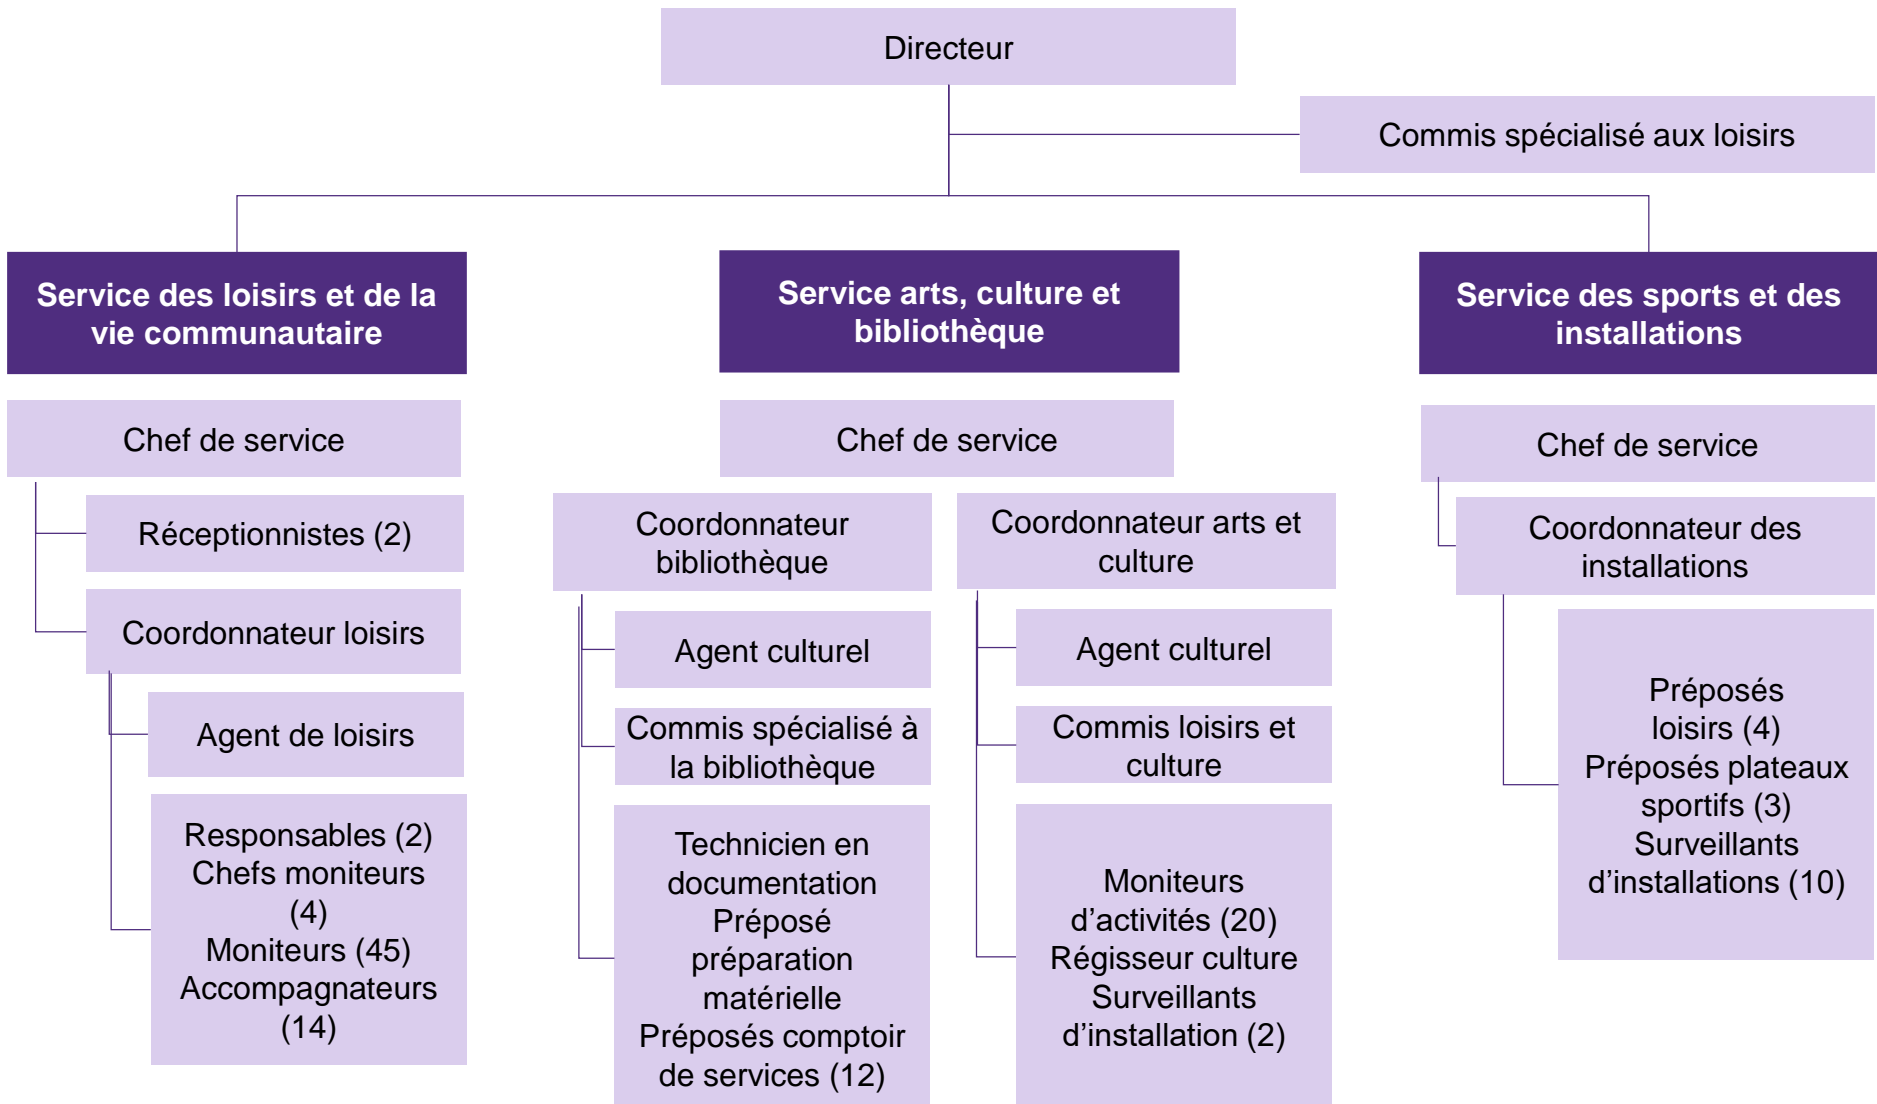 Directeur
Commis spécialisé aux loisirs
Service des loisirs et de la
vie communautaire
Chef de service
Réceptionnistes (2)
Coordonnateur loisirs
Agent de loisirs
Responsables (2)
Chefs moniteurs
(4)
Moniteurs (45)
Accompagnateurs
(14)
Service arts, culture et
bibliothèque
Chef de service
Coordonnateur
bibliothèque
Agent culturel
Commis spécialisé à
la bibliothèque
Technicien en
documentation
Préposé
préparation
matérielle
Préposés comptoir
de services (12)
Coordonnateur arts et
culture
Agent culturel
Commis loisirs et
culture
Moniteurs
d’activités (20)
Régisseur culture
Surveillants
d’installation (2)
Service des sports et des
installations
Chef de service
Coordonnateur des
installations
Préposés
loisirs (4)
Préposés plateaux
sportifs (3)
Surveillants
d’installations (10)